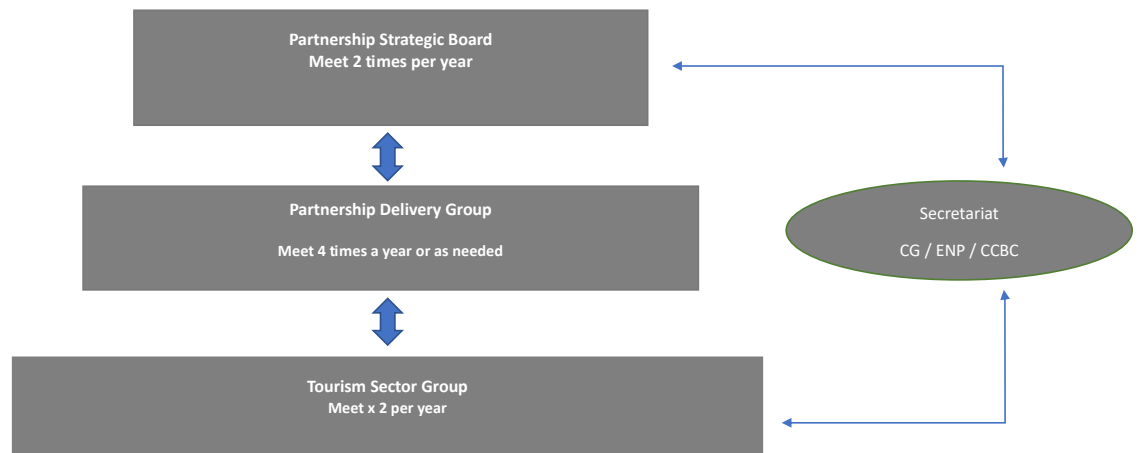 Partnership Strategic Board
Meet 2 times per year
Partnership Delivery Group
Meet 4 times a year or as needed
Secretariat
CG / ENP / CCBC
Tourism Sector Group
Meet x 2 per year